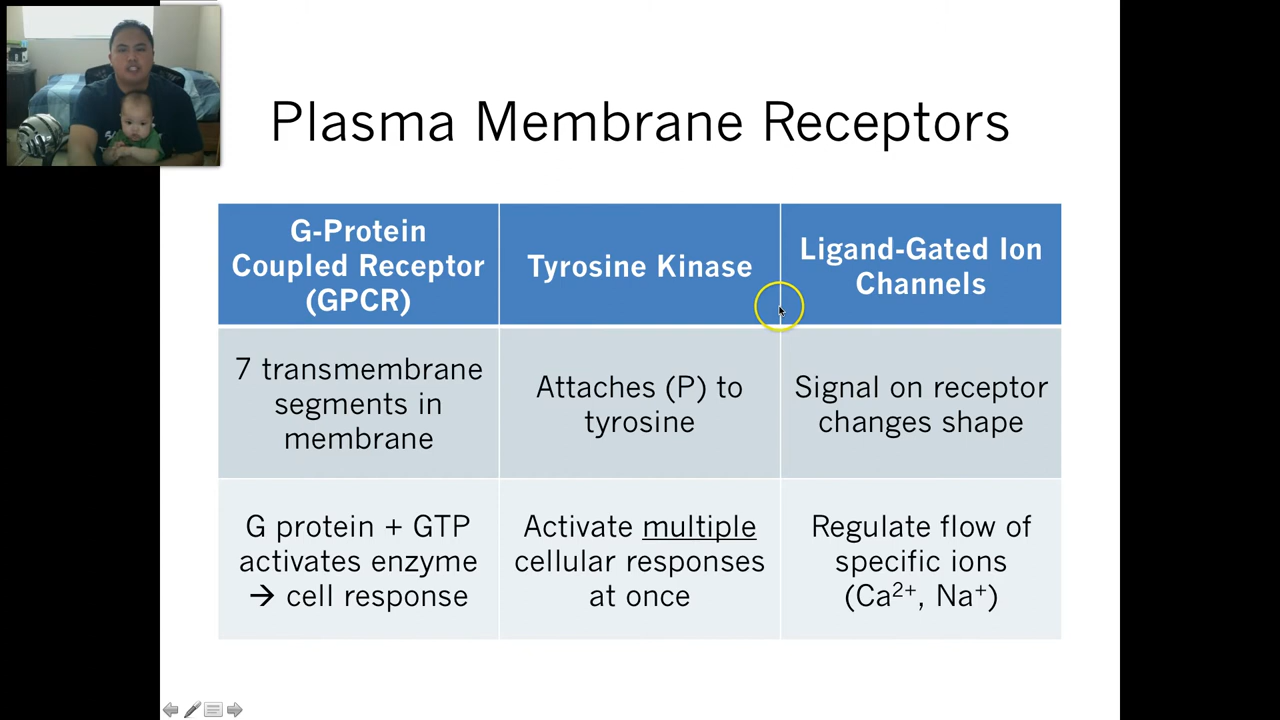 Plasma Membrane Receptors
G-Protein
Coupled Receptor
(GPCR)
Tyrosine Kinase
Ligand-Gated Ion
Channels
7 transmembrane
segments in
membrane
Attaches (P) to
tyrosine
Signal on receptor
changes shape
G protein + GTP
activates enzyme
→ cell response
Activate multiple
cellular responses
at once
Regulate flow of
specific ions
(Ca²⁺, Na⁺)